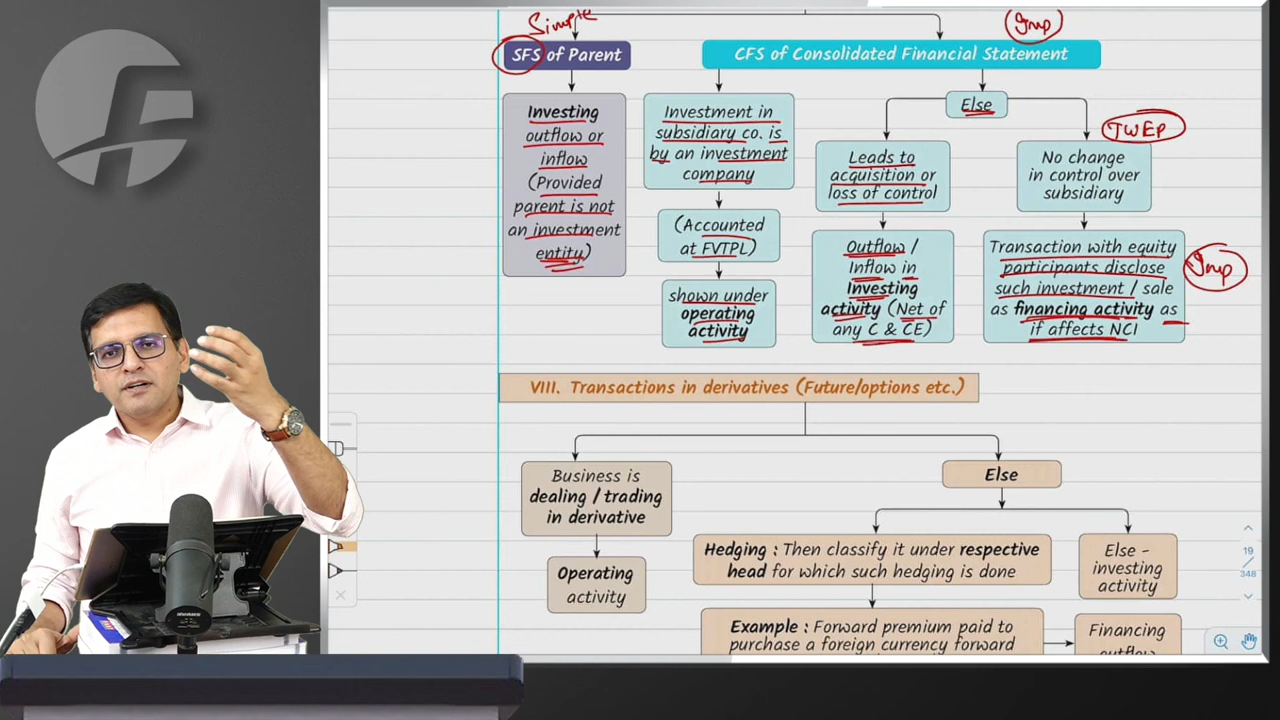 Simple
Imp
SFS of Parent
CFS of Consolidated Financial Statement
Investing
outflow or
inflow
(Provided
parent is not
an investment
entity)
Investment in
subsidiary co. is
by an investment
company
(Accounted
at FVTPL)
shown under
operating
activity
Else
Leads to
acquisition or
loss of control
Outflow /
Inflow in
Investing
activity (Net of
any C & CE)
TWEP
No change
in control over
subsidiary
Transaction with equity
participants disclose
such investment / sale
as financing activity as
if affects NCI
Imp
VIII. Transactions in derivatives (Future/options etc.)
Business is
dealing / trading
in derivative
Operating
activity
Else
Hedging : Then classify it under respective
head for which such hedging is done
Else -
investing
activity
Example : Forward premium paid to
purchase a foreign currency forward
Financing
outflow
19
348